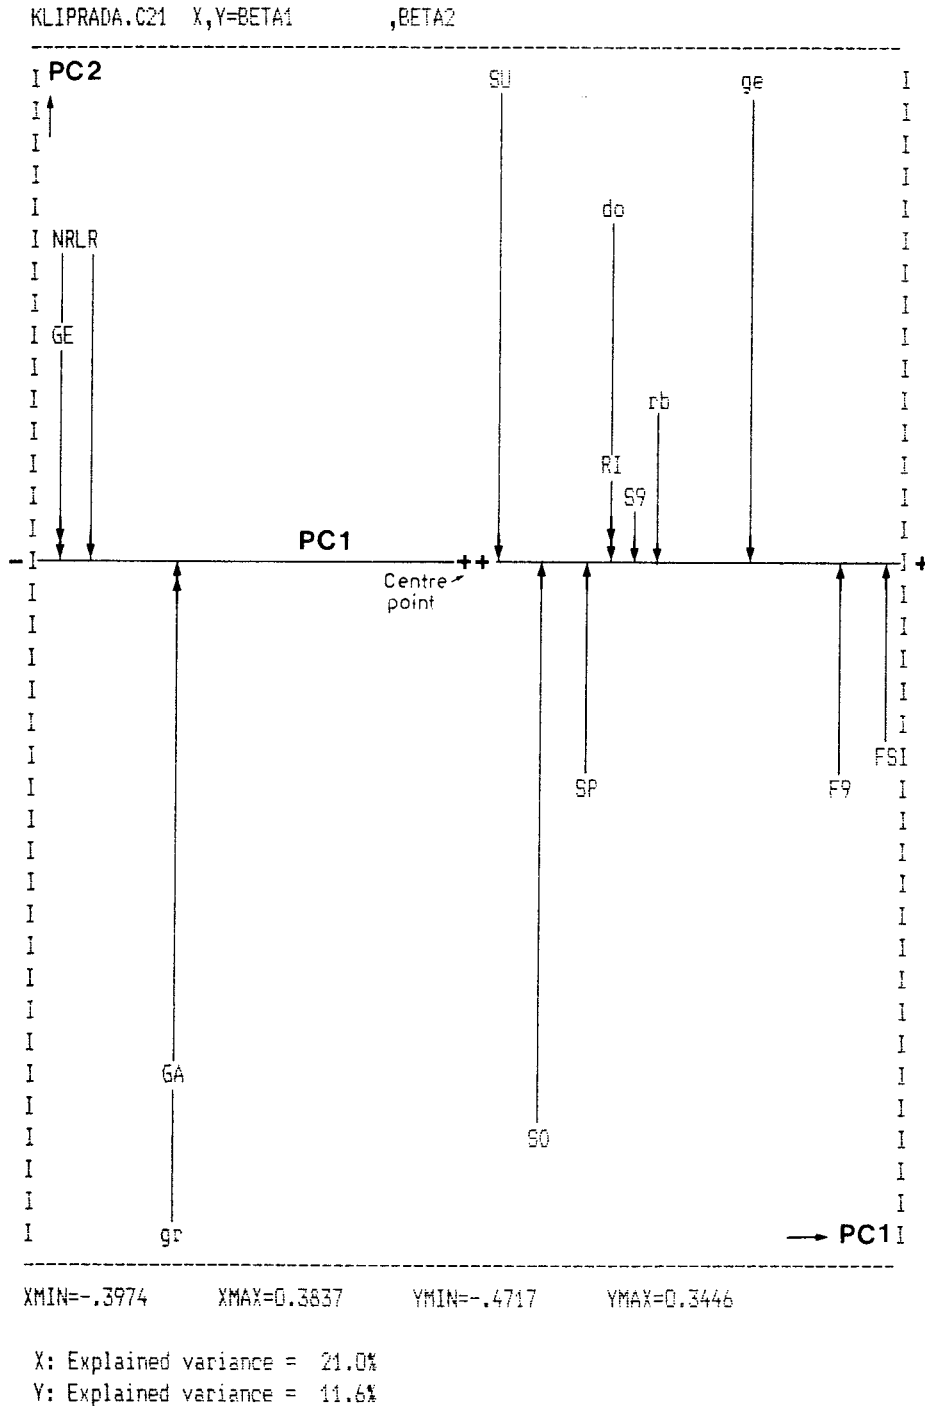 KLIPRADA.C21 X,Y=BETA1 ,BETA2
PC2
SU
ge
do
NRLR
GE
rb
RI
S9
PC1
- ++ +
Centre
point
FSI
SP
F9
GA
SO
gr
PC1
XMIN=-.3974 XMAX=0.3837 YMIN=-.4717 YMAX=0.3446
X: Explained variance = 21.0%
Y: Explained variance = 11.6%